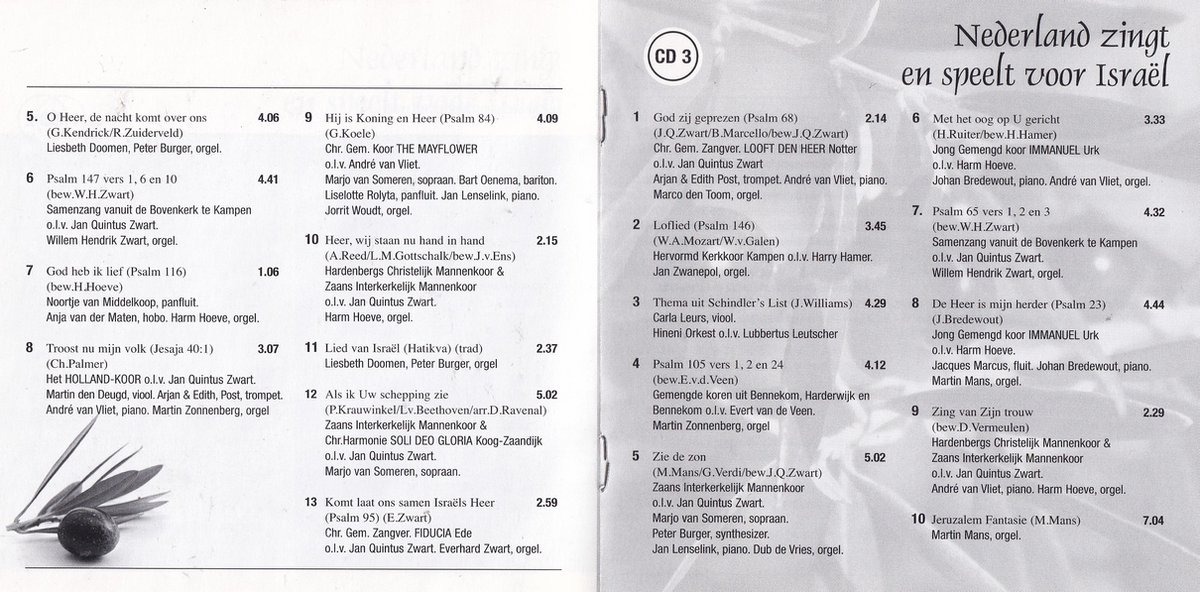 5. O Heer, de nacht komt over ons 4.06
(G.Kendrick/R.Zuiderveld)
Liesbeth Doomen, Peter Burger, orgel.
6 Psalm 147 vers 1, 6 en 10 4.41
(bew.W.H.Zwart)
Samenzang vanuit de Bovenkerk te Kampen
o.l.v. Jan Quintus Zwart.
Willem Hendrik Zwart, orgel.
7 God heb ik lief (Psalm 116) 1.06
(bew.H.Hoeve)
Noortje van Middelkoop, panfluit.
Anja van der Maten, hobo. Harm Hoeve, orgel.
8 Troost nu mijn volk (Jesaja 40:1) 3.07
(Ch.Palmer)
Het HOLLAND-KOOR o.l.v. Jan Quintus Zwart.
Martin den Deugd, viool. Arjan & Edith, Post, trompet.
André van Vliet, piano. Martin Zonnenberg, orgel
9 Hij is Koning en Heer (Psalm 84) 4.09
(G.Koele)
Chr. Gem. Koor THE MAYFLOWER
o.l.v. André van Vliet.
Marjo van Someren, sopraan. Bart Oenema, bariton.
Liselotte Rolyta, panfluit. Jan Lenselink, piano.
Jorrit Woudt, orgel.
10 Heer, wij staan nu hand in hand 2.15
(A.Reed/L.M.Gottschalk/bew.J.v.Ens)
Hardenbergs Christelijk Mannenkoor &
Zaans Interkerkelijk Mannenkoor
o.l.v. Jan Quintus Zwart.
Harm Hoeve, orgel.
11 Lied van Israël (Hatikva) (trad) 2.37
Liesbeth Doomen, Peter Burger, orgel
12 Als ik Uw schepping zie 5.02
(P.Krauwinkel/L.v.Beethoven/arr.D.Ravenal)
Zaans Interkerkelijk Mannenkoor &
Chr.Harmonie SOLI DEO GLORIA Koog-Zaandijk
o.l.v. Jan Quintus Zwart.
Marjo van Someren, sopraan.
13 Komt laat ons samen Israëls Heer 2.59
(Psalm 95) (E.Zwart)
Chr. Gem. Zangver. FIDUCIA Ede
o.l.v. Jan Quintus Zwart. Everhard Zwart, orgel.
CD 3
Nederland zingt
en speelt voor Israël
1 God zij geprezen (Psalm 68) 2.14
(J.Q.Zwart/B.Marcello/bew.J.Q.Zwart)
Chr. Gem. Zangver. LOOFT DEN HEER Notter
o.l.v. Jan Quintus Zwart
Arjan & Edith Post, trompet. André van Vliet, piano.
Marco den Toom, orgel.
2 Loflied (Psalm 146) 3.45
(W.A.Mozart/W.v.Galen)
Hervormd Kerkkoor Kampen o.l.v. Harry Hamer.
Jan Zwanepol, orgel.
3 Thema uit Schindler's List (J.Williams) 4.29
Carla Leurs, viool.
Hineni Orkest o.l.v. Lubbertus Leutscher
4 Psalm 105 vers 1, 2 en 24 4.12
(bew.E.v.d.Veen)
Gemengde koren uit Bennekom, Harderwijk en
Bennekom o.l.v. Evert van de Veen.
Martin Zonnenberg, orgel
5 Zie de zon 5.02
(M.Mans/G.Verdi/bew.J.Q.Zwart)
Zaans Interkerkelijk Mannenkoor
o.l.v. Jan Quintus Zwart.
Marjo van Someren, sopraan.
Peter Burger, synthesizer.
Jan Lenselink, piano. Dub de Vries, orgel.
6 Met het oog op U gericht 3.33
(H.Ruiter/bew.H.Hamer)
Jong Gemengd koor IMMANUEL Urk
o.l.v. Harm Hoeve.
Johan Bredewout, piano. André van Vliet, orgel.
7. Psalm 65 vers 1, 2 en 3 4.32
(bew.W.H.Zwart)
Samenzang vanuit de Bovenkerk te Kampen
o.l.v. Jan Quintus Zwart.
Willem Hendrik Zwart, orgel.
8 De Heer is mijn herder (Psalm 23) 4.44
(J.Bredewout)
Jong Gemengd koor IMMANUEL Urk
o.l.v. Harm Hoeve.
Jacques Marcus, fluit. Johan Bredewout, piano.
Martin Mans, orgel.
9 Zing van Zijn trouw 2.29
(bew.D.Vermeulen)
Hardenbergs Christelijk Mannenkoor &
Zaans Interkerkelijk Mannenkoor
o.l.v. Jan Quintus Zwart.
André van Vliet, piano. Harm Hoeve, orgel.
10 Jeruzalem Fantasie (M.Mans) 7.04
Martin Mans, orgel.